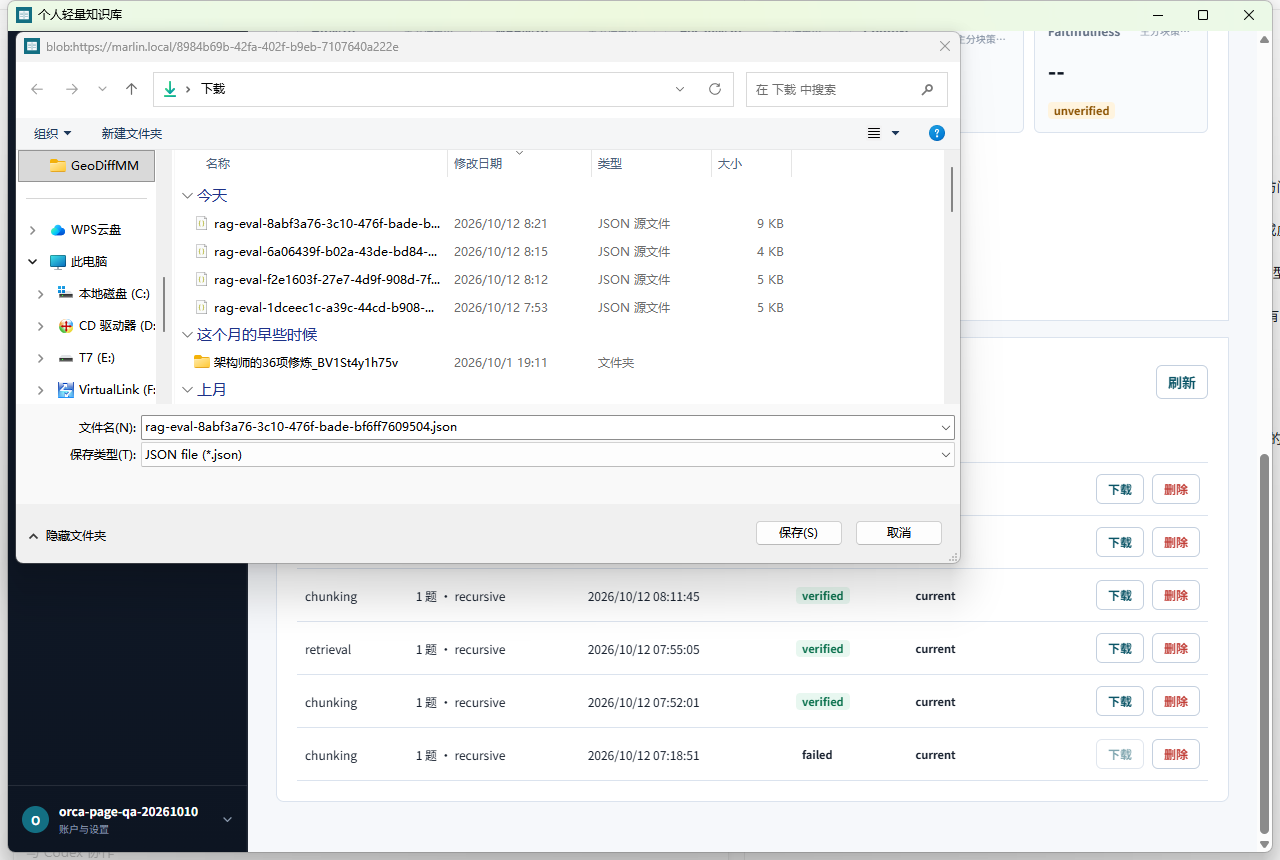 个人轻量知识库
blob:https://marlin.local/8984b69b-42fa-402f-b9eb-7107640a222e
下载
在 下载 中搜索
组织
新建文件夹
GeoDiffMM
WPS云盘
此电脑
本地磁盘 (C:)
CD 驱动器 (D:
T7 (E:)
VirtualLink (F:
名称 修改日期 类型 大小
今天
rag-eval-8abf3a76-3c10-476f-bade-b... 2026/10/12 8:21 JSON 源文件 9 KB
rag-eval-6a06439f-b02a-43de-bd84-... 2026/10/12 8:15 JSON 源文件 4 KB
rag-eval-f2e1603f-27e7-4d9f-908d-7f... 2026/10/12 8:12 JSON 源文件 5 KB
rag-eval-1dceec1c-a39c-44cd-b908-... 2026/10/12 7:53 JSON 源文件 5 KB
这个月的早些时候
架构师的36项修炼_BV1St4y1h75v 2026/10/1 19:11 文件夹
上月
文件名(N): rag-eval-8abf3a76-3c10-476f-bade-bf6ff7609504.json
保存类型(T): JSON file (*.json)
隐藏文件夹
保存(S)
取消
主分块策…
Faithfulness 主分块策…
--
unverified
刷新
下载 删除
下载 删除
chunking 1 题 · recursive 2026/10/12 08:11:45 verified current 下载 删除
retrieval 1 题 · recursive 2026/10/12 07:55:05 verified current 下载 删除
chunking 1 题 · recursive 2026/10/12 07:52:01 verified current 下载 删除
chunking 1 题 · recursive 2026/10/12 07:18:51 failed current 下载 删除
O
orca-page-qa-20261010
账户与设置
与 Codex 协作